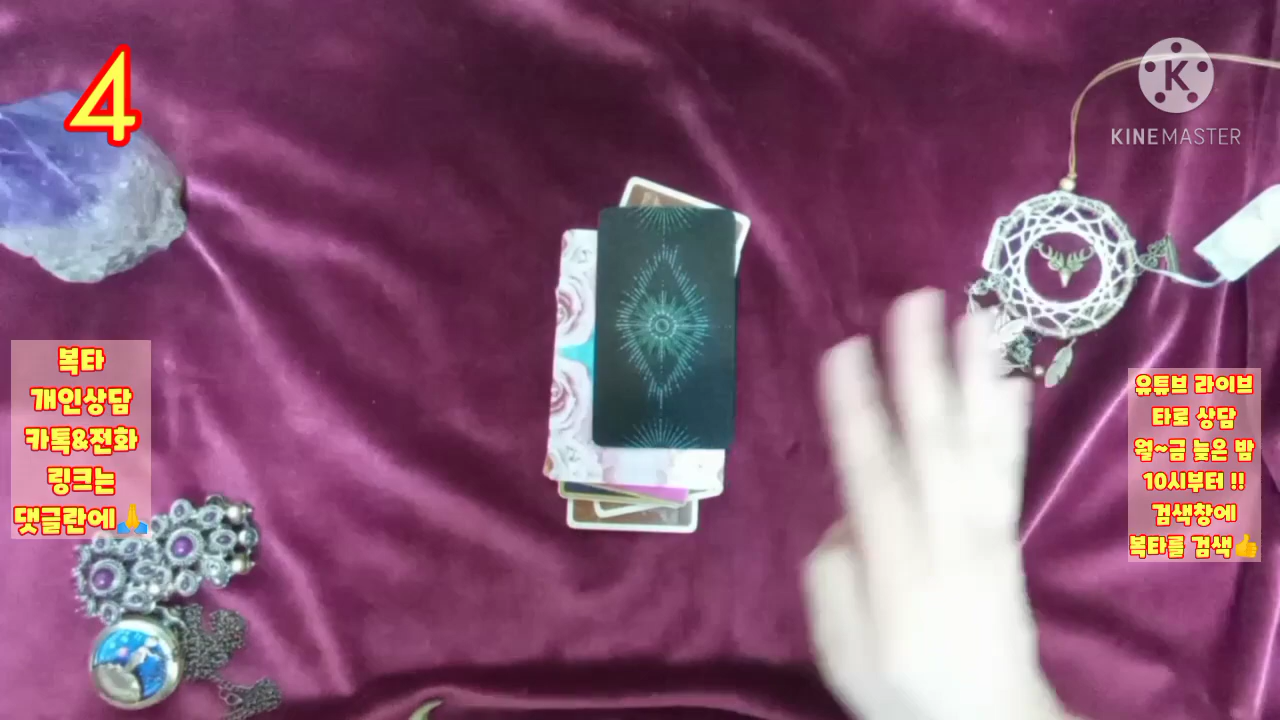 4
KINEMASTER
복타
개인상담
카톡&전화
링크는
댓글란에🙏
유튜브 라이브
타로 상담
월~금 늦은 밤
10시부터 !!
검색창에
복타를 검색👍